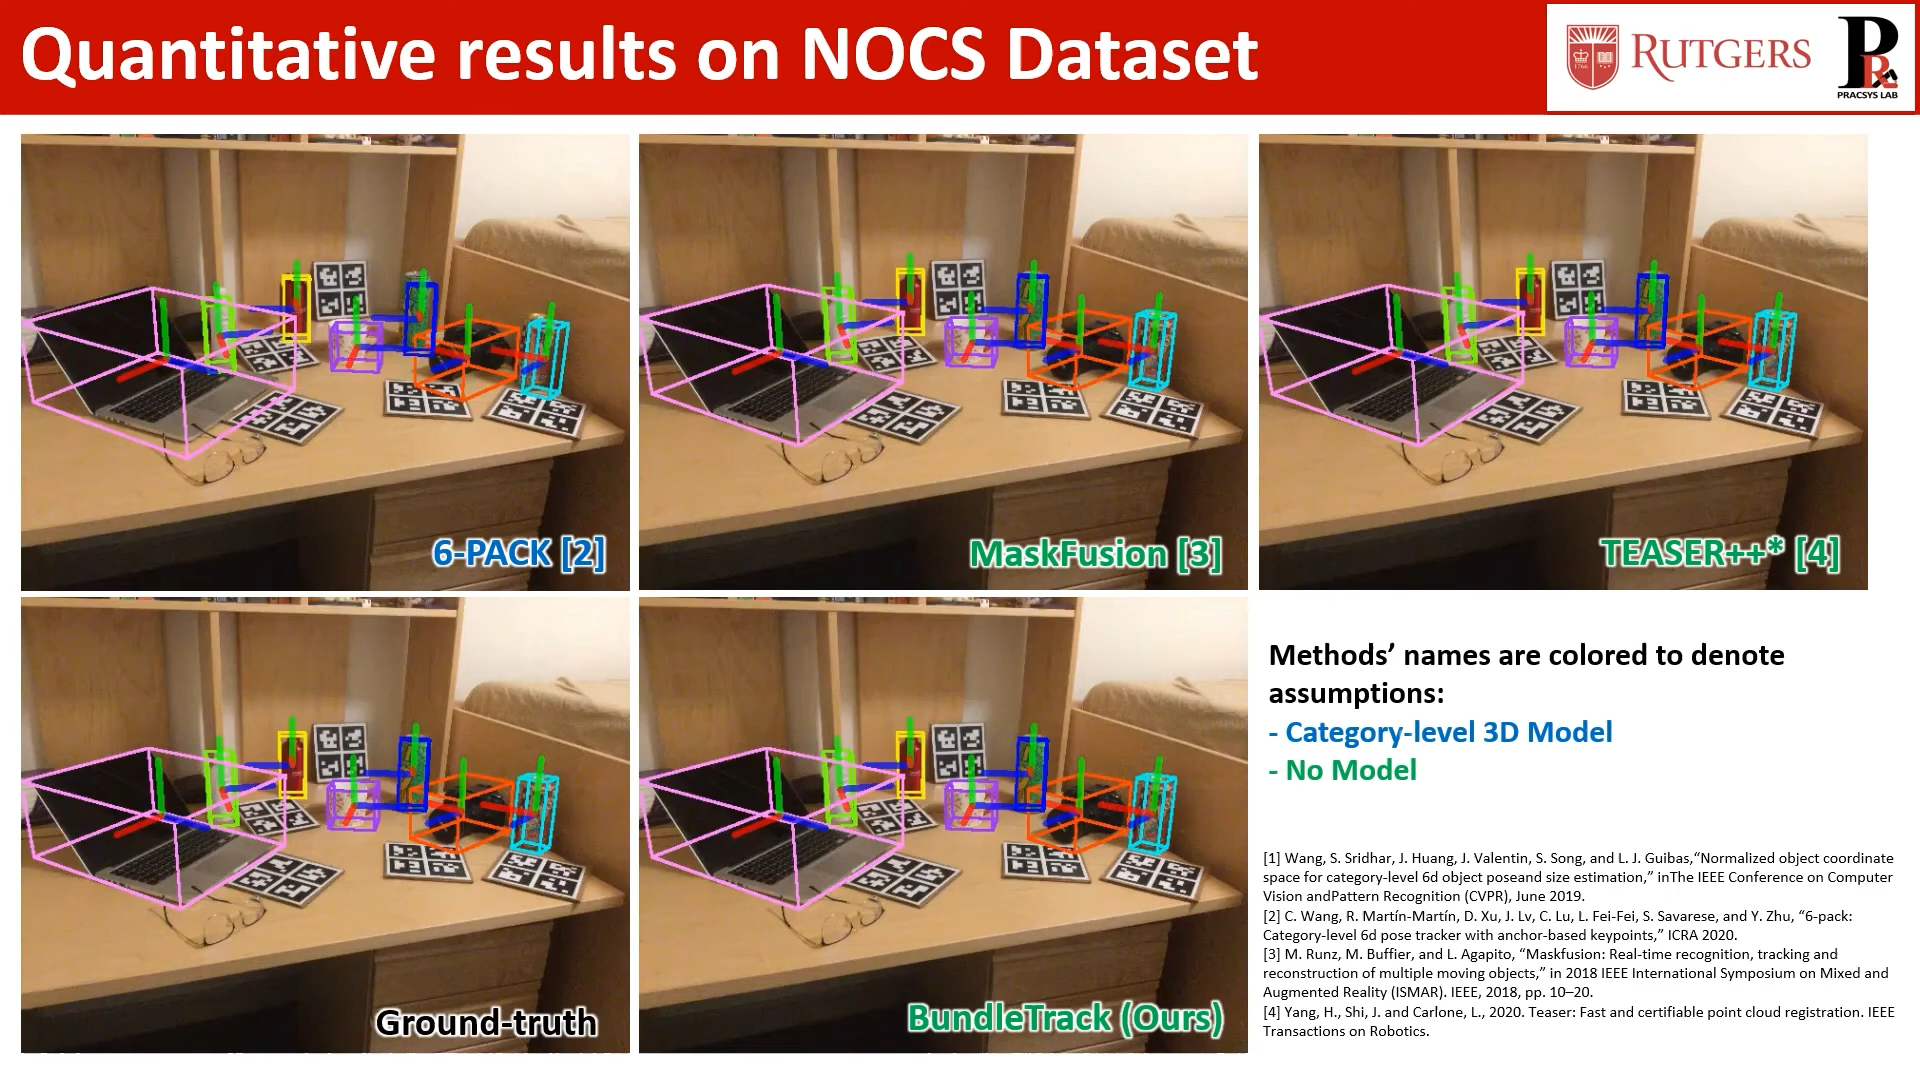 Quantitative results on NOCS Dataset
1766
RUTGERS
PRACSYS LAB
6-PACK [2]
MaskFusion [3]
TEASER++* [4]
Ground-truth
BundleTrack (Ours)
Methods’ names are colored to denote
assumptions:
- Category-level 3D Model
- No Model
[1] Wang, S. Sridhar, J. Huang, J. Valentin, S. Song, and L. J. Guibas,“Normalized object coordinate
space for category-level 6d object poseand size estimation,” inThe IEEE Conference on Computer
Vision andPattern Recognition (CVPR), June 2019.
[2] C. Wang, R. Martín-Martín, D. Xu, J. Lv, C. Lu, L. Fei-Fei, S. Savarese, and Y. Zhu, “6-pack:
Category-level 6d pose tracker with anchor-based keypoints,” ICRA 2020.
[3] M. Runz, M. Buffier, and L. Agapito, “Maskfusion: Real-time recognition, tracking and
reconstruction of multiple moving objects,” in 2018 IEEE International Symposium on Mixed and
Augmented Reality (ISMAR). IEEE, 2018, pp. 10–20.
[4] Yang, H., Shi, J. and Carlone, L., 2020. Teaser: Fast and certifiable point cloud registration. IEEE
Transactions on Robotics.